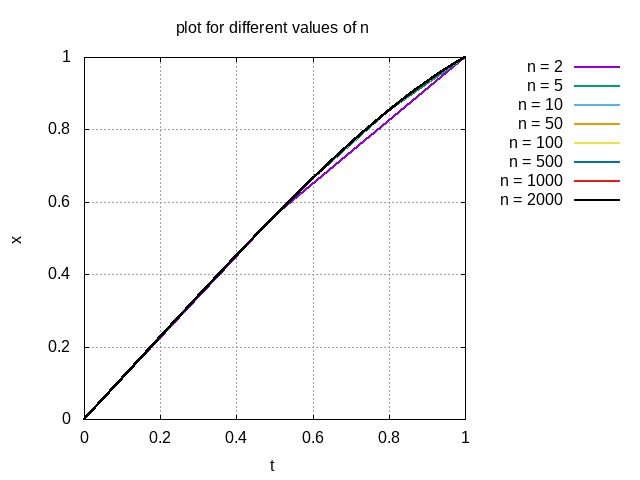 plot for different values of n
n = 2
n = 5
n = 10
n = 50
n = 100
n = 500
n = 1000
n = 2000
1
0.8
0.6
0.4
0.2
0
x
0 0.2 0.4 0.6 0.8 1
t